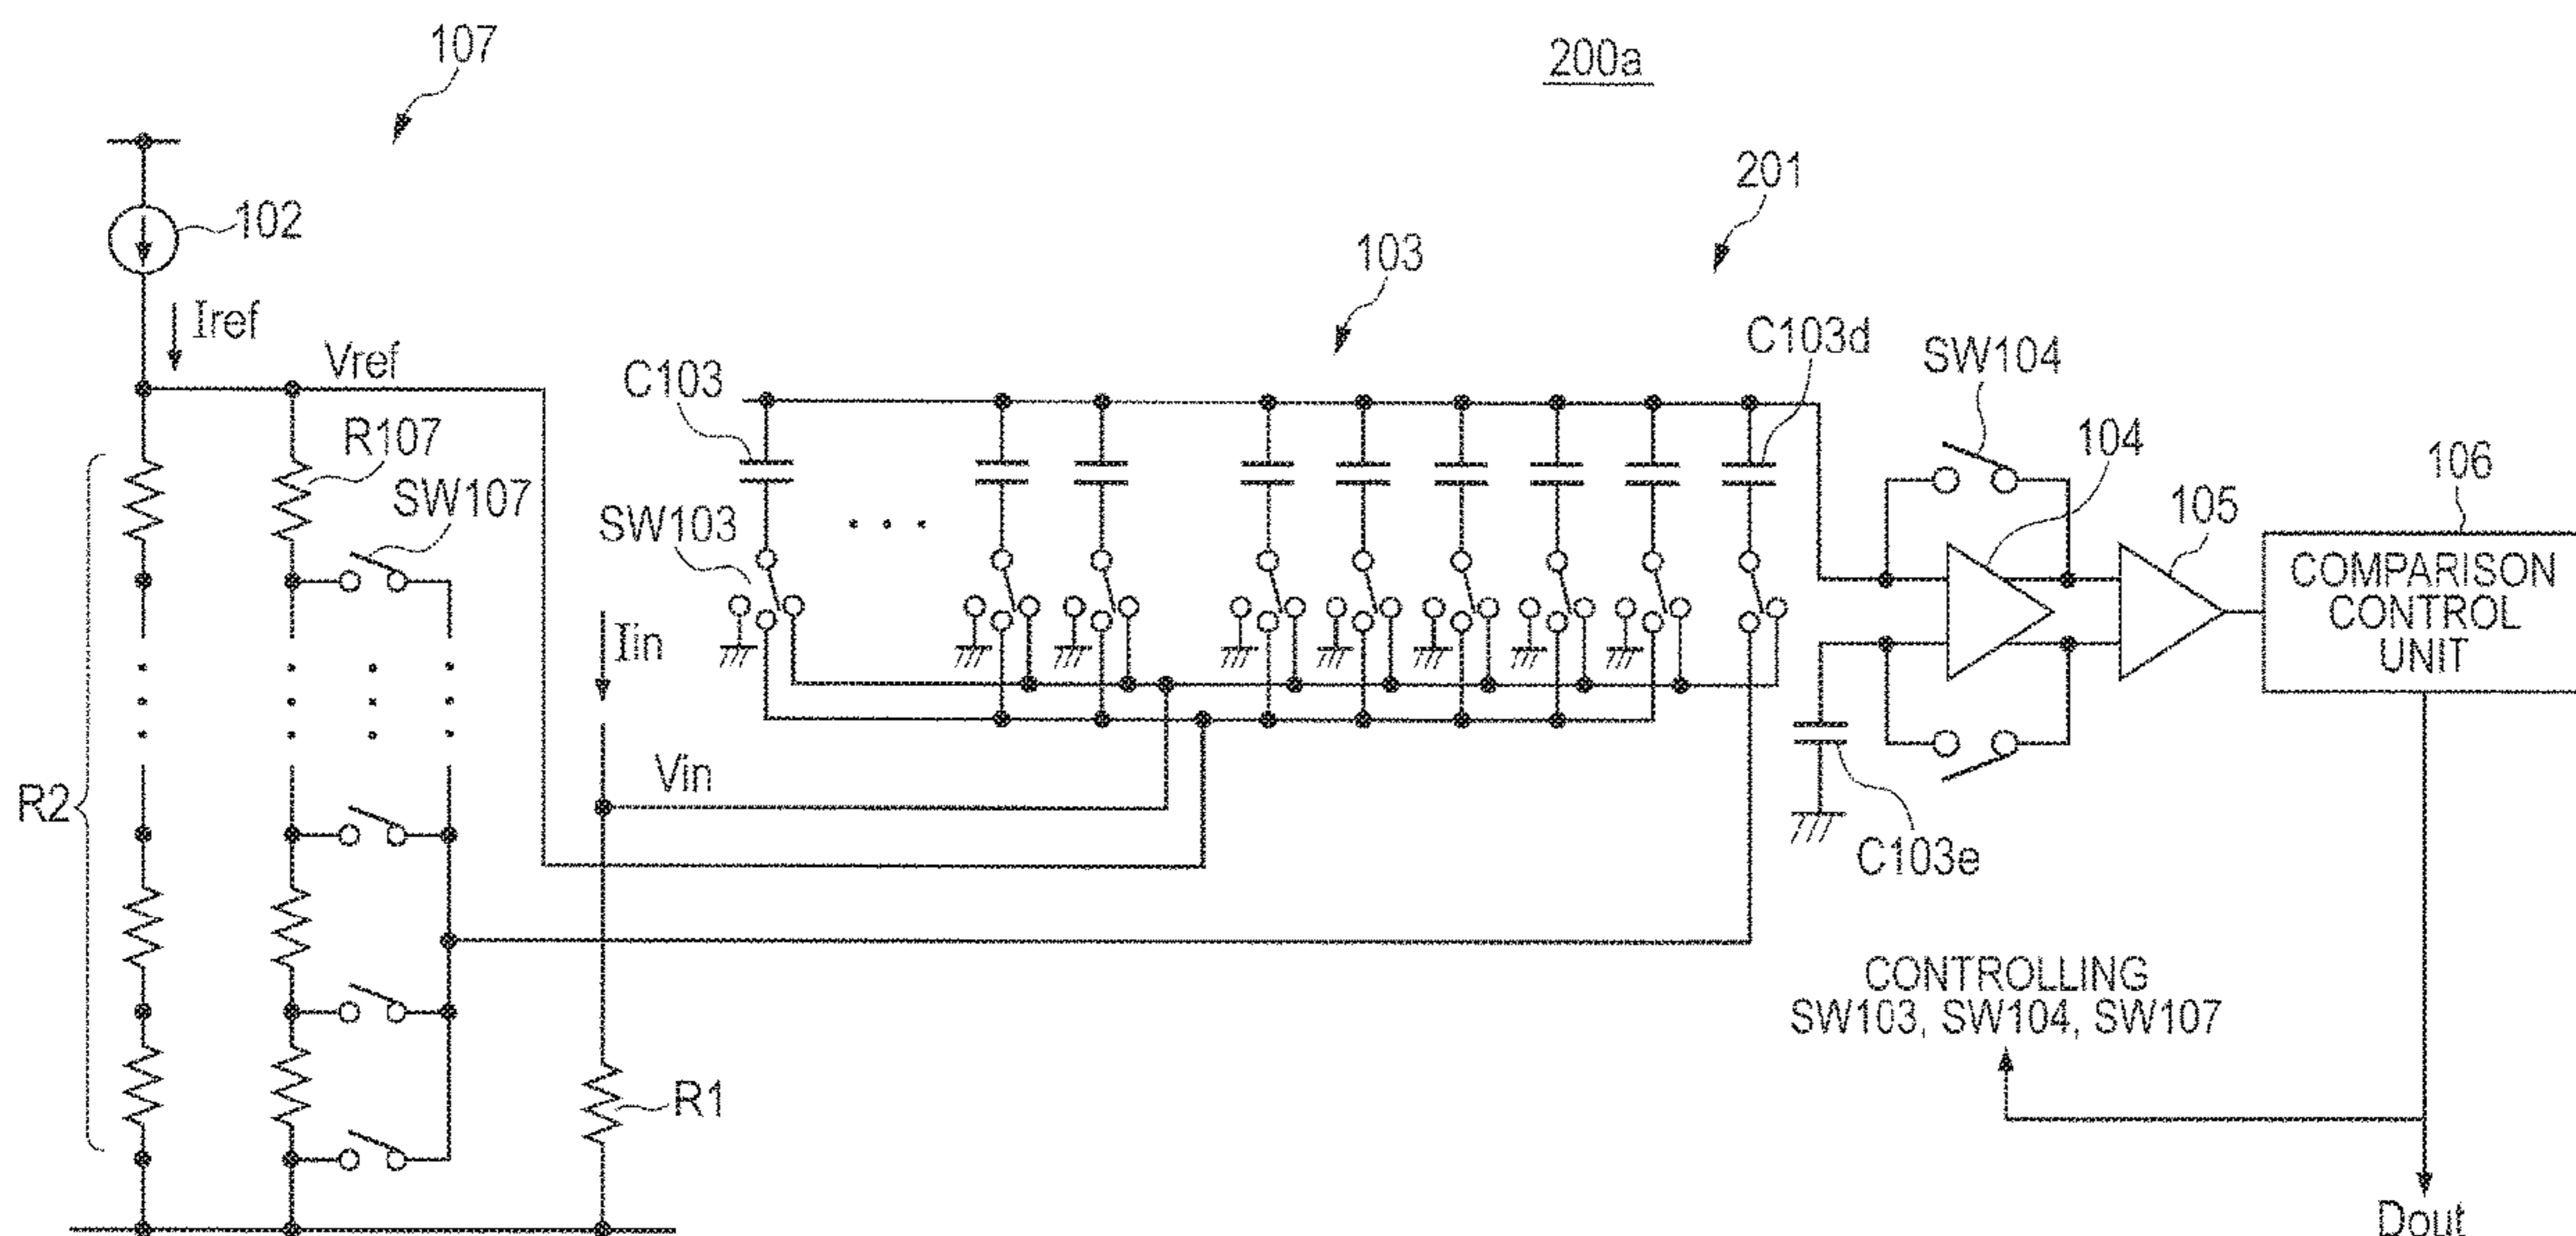 107
200a
201
102
103
Iref
Vref
C103
C103d
SW104
R107
104
SW107
106
105
SW103
COMPARISON
CONTROL
UNIT
Iin
R2
Vin
C103e
CONTROLLING
SW103, SW104, SW107
R1
Dout